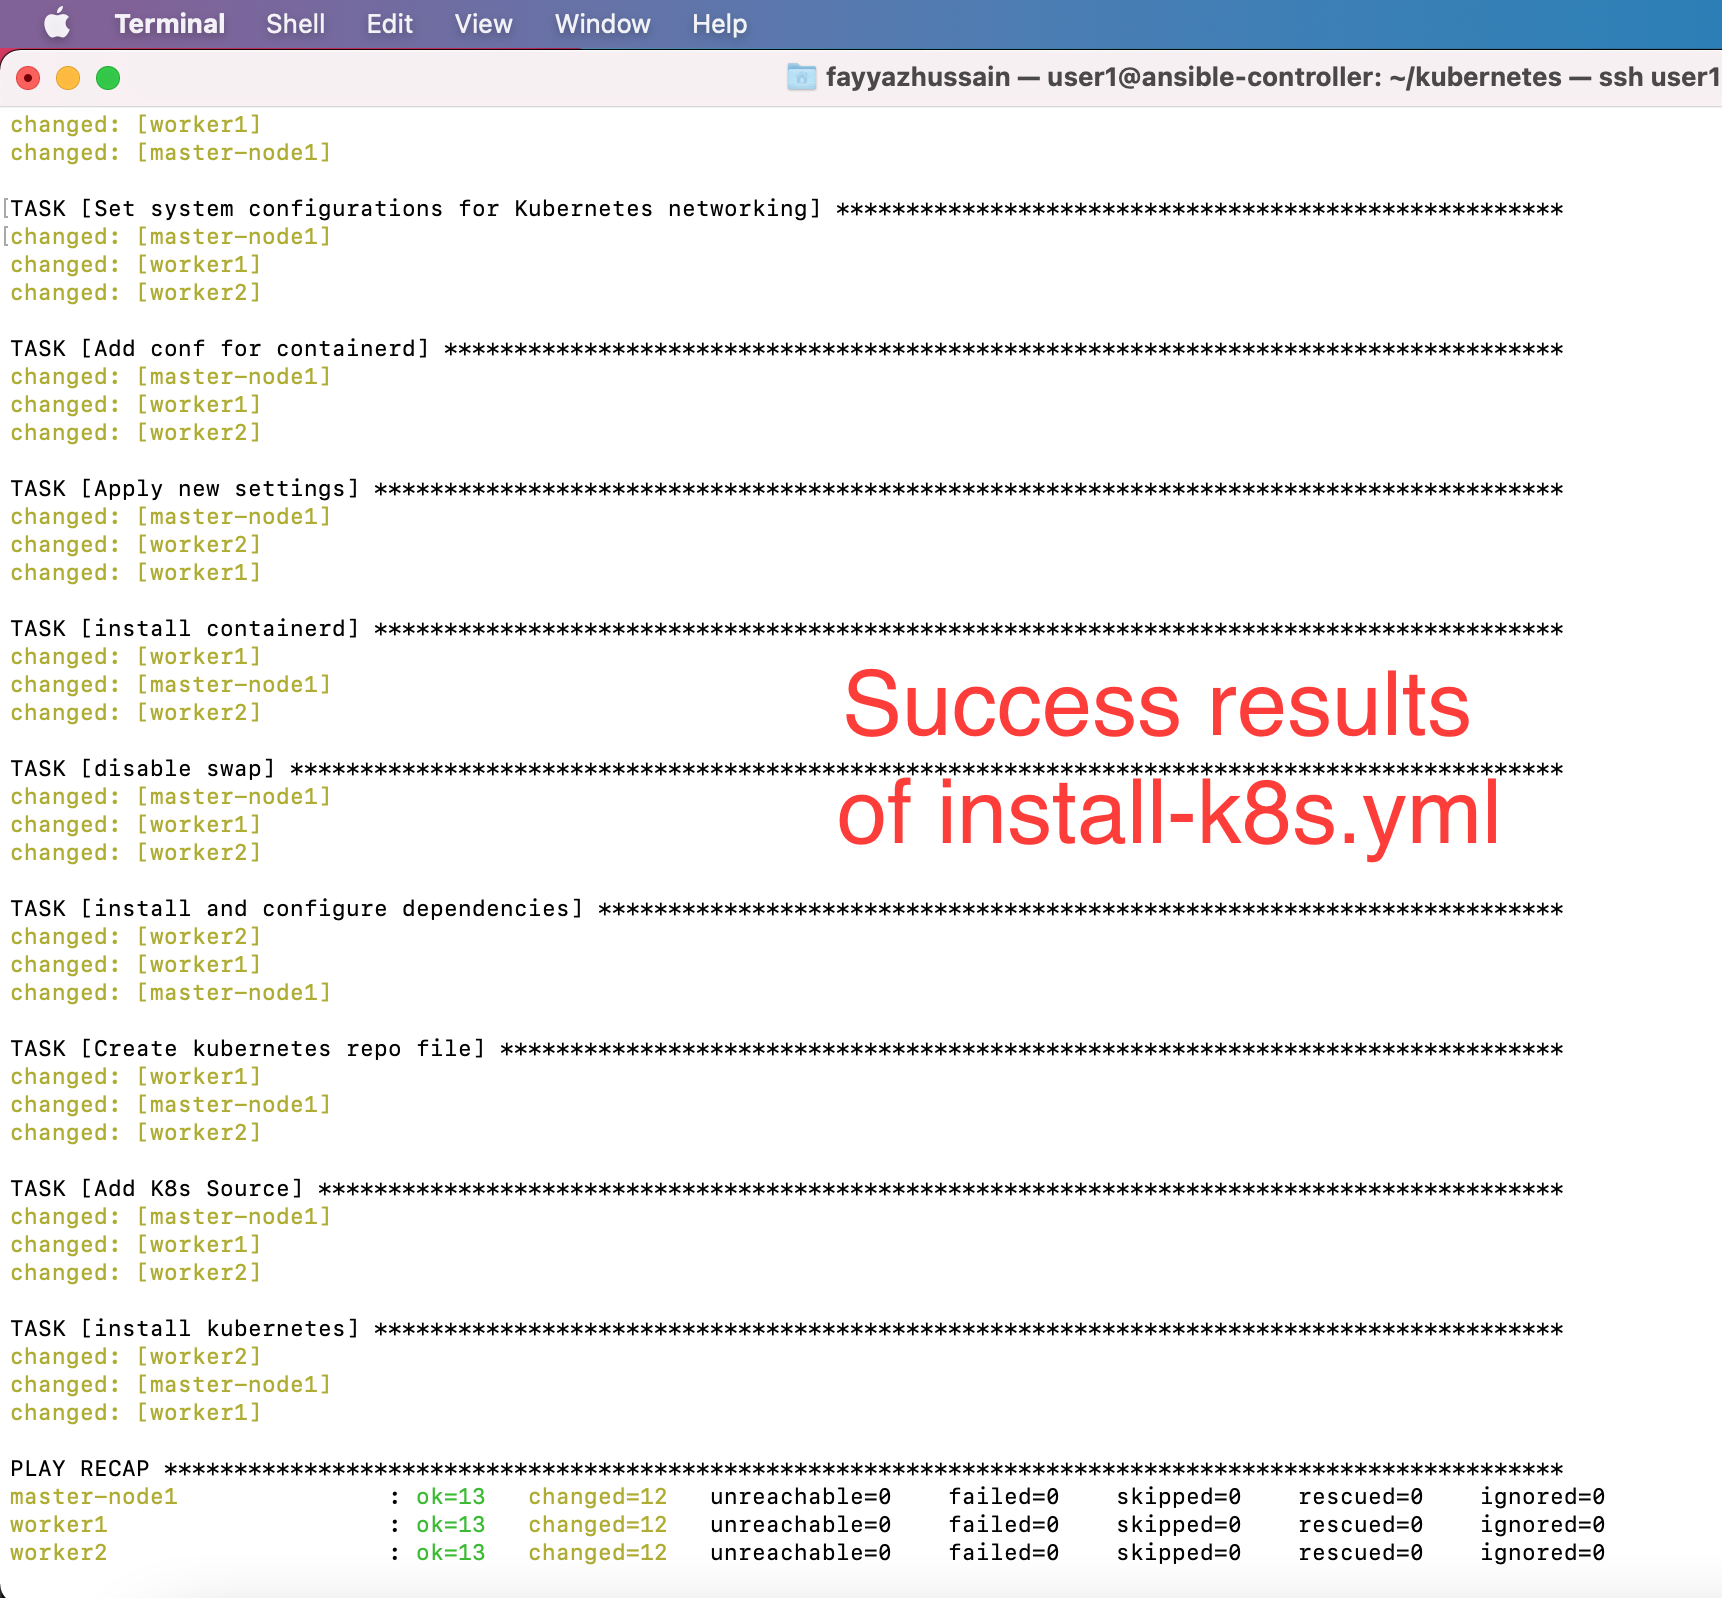 Terminal Shell Edit View Window Help
fayyazhussain — user1@ansible-controller: ~/kubernetes — ssh user1
changed: [worker1]
changed: [master-node1]
[TASK [Set system configurations for Kubernetes networking] ****************************************************
[changed: [master-node1]
changed: [worker1]
changed: [worker2]
TASK [Add conf for containerd] ********************************************************************************
changed: [master-node1]
changed: [worker1]
changed: [worker2]
TASK [Apply new settings] *************************************************************************************
changed: [master-node1]
changed: [worker2]
changed: [worker1]
TASK [install containerd] *************************************************************************************
changed: [worker1]
changed: [master-node1]
changed: [worker2]
Success results
TASK [disable swap] *******************************************************************************************
of install-k8s.yml
changed: [master-node1]
changed: [worker1]
changed: [worker2]
TASK [install and configure dependencies] *********************************************************************
changed: [worker2]
changed: [worker1]
changed: [master-node1]
TASK [Create kubernetes repo file] ****************************************************************************
changed: [worker1]
changed: [master-node1]
changed: [worker2]
TASK [Add K8s Source] *****************************************************************************************
changed: [master-node1]
changed: [worker1]
changed: [worker2]
TASK [install kubernetes] *************************************************************************************
changed: [worker2]
changed: [master-node1]
changed: [worker1]
PLAY RECAP ****************************************************************************************************
master-node1 : ok=13 changed=12 unreachable=0 failed=0 skipped=0 rescued=0 ignored=0
worker1 : ok=13 changed=12 unreachable=0 failed=0 skipped=0 rescued=0 ignored=0
worker2 : ok=13 changed=12 unreachable=0 failed=0 skipped=0 rescued=0 ignored=0